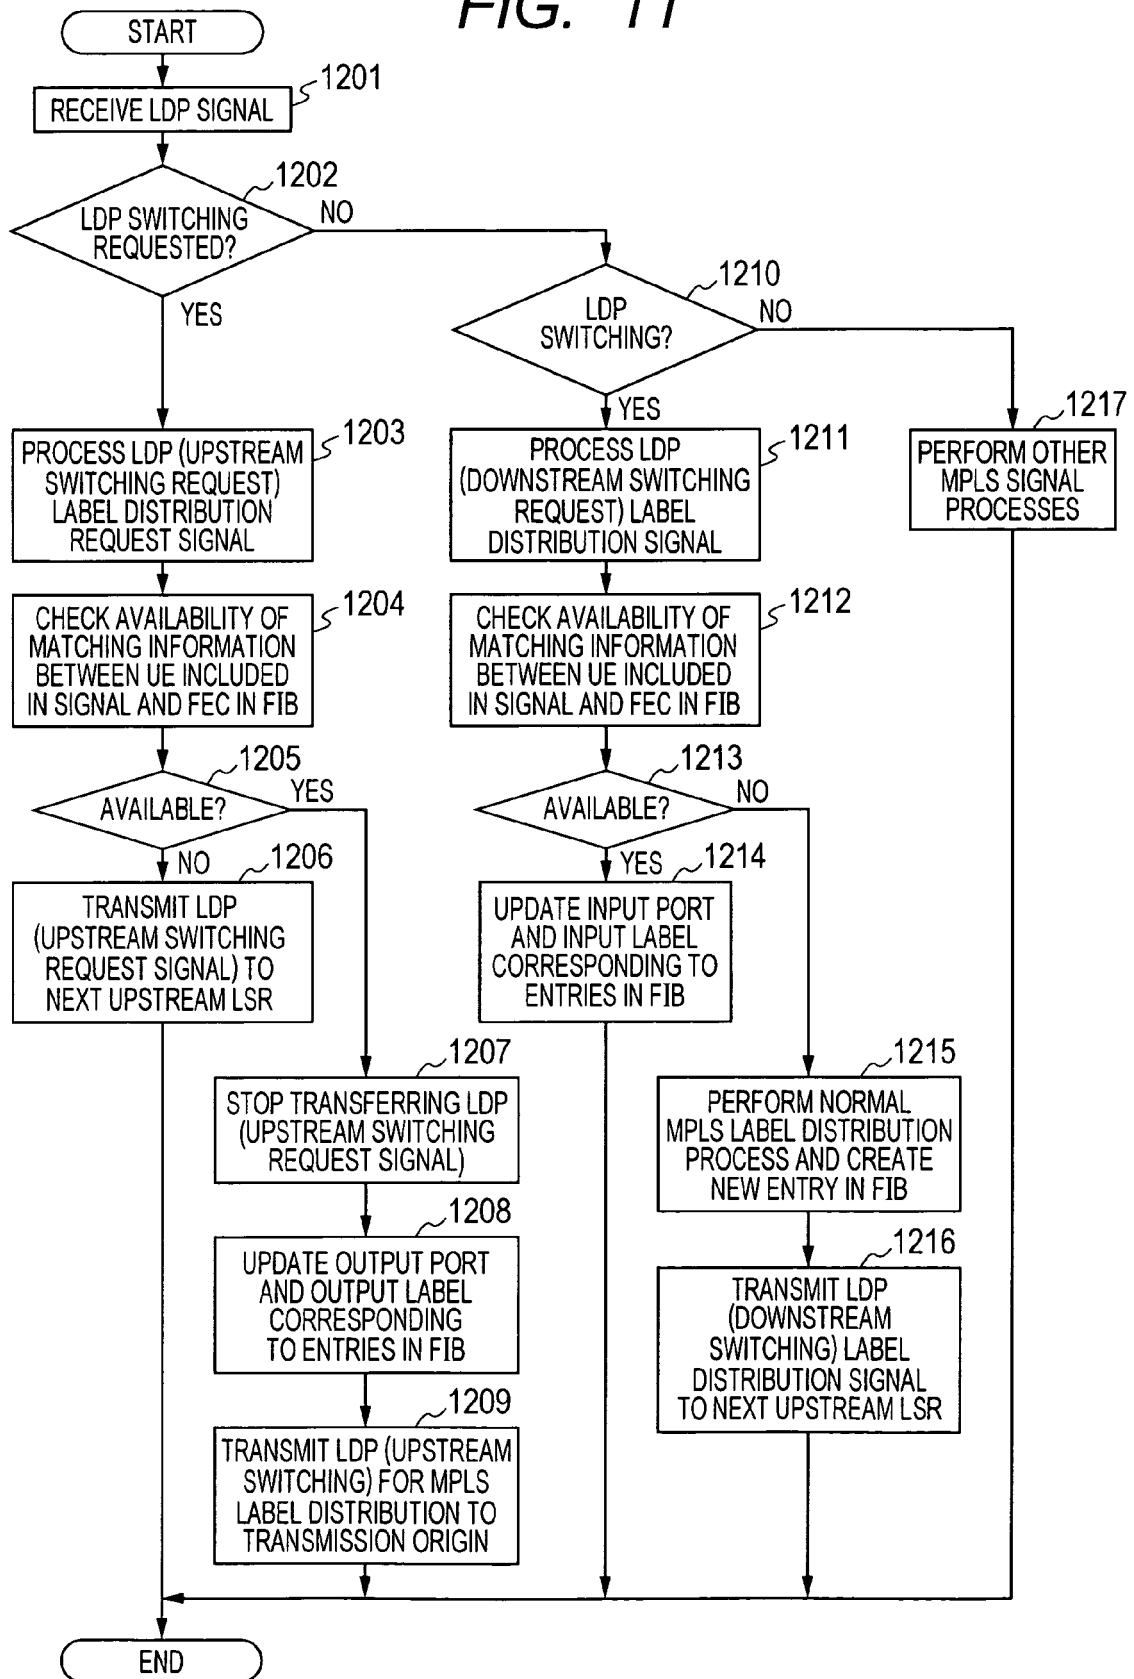 FIG. 11
START
1201
RECEIVE LDP SIGNAL
1202
LDP SWITCHING
REQUESTED?
NO
YES
1210
LDP
SWITCHING?
NO
YES
1203
PROCESS LDP (UPSTREAM
SWITCHING REQUEST)
LABEL DISTRIBUTION
REQUEST SIGNAL
1211
PROCESS LDP
(DOWNSTREAM SWITCHING
REQUEST) LABEL
DISTRIBUTION SIGNAL
1217
PERFORM OTHER
MPLS SIGNAL
PROCESSES
1204
CHECK AVAILABILITY OF
MATCHING INFORMATION
BETWEEN UE INCLUDED
IN SIGNAL AND FEC IN FIB
1212
CHECK AVAILABILITY OF
MATCHING INFORMATION
BETWEEN UE INCLUDED
IN SIGNAL AND FEC IN FIB
1205
AVAILABLE?
YES
NO
1213
AVAILABLE?
NO
YES
1206
TRANSMIT LDP
(UPSTREAM SWITCHING
REQUEST SIGNAL) TO
NEXT UPSTREAM LSR
1214
UPDATE INPUT PORT
AND INPUT LABEL
CORRESPONDING TO
ENTRIES IN FIB
1207
STOP TRANSFERRING LDP
(UPSTREAM SWITCHING
REQUEST SIGNAL)
1215
PERFORM NORMAL
MPLS LABEL DISTRIBUTION
PROCESS AND CREATE
NEW ENTRY IN FIB
1208
UPDATE OUTPUT PORT
AND OUTPUT LABEL
CORRESPONDING
TO ENTRIES IN FIB
1216
TRANSMIT LDP
(DOWNSTREAM
SWITCHING) LABEL
DISTRIBUTION SIGNAL
TO NEXT UPSTREAM LSR
1209
TRANSMIT LDP (UPSTREAM
SWITCHING) FOR MPLS
LABEL DISTRIBUTION TO
TRANSMISSION ORIGIN
END